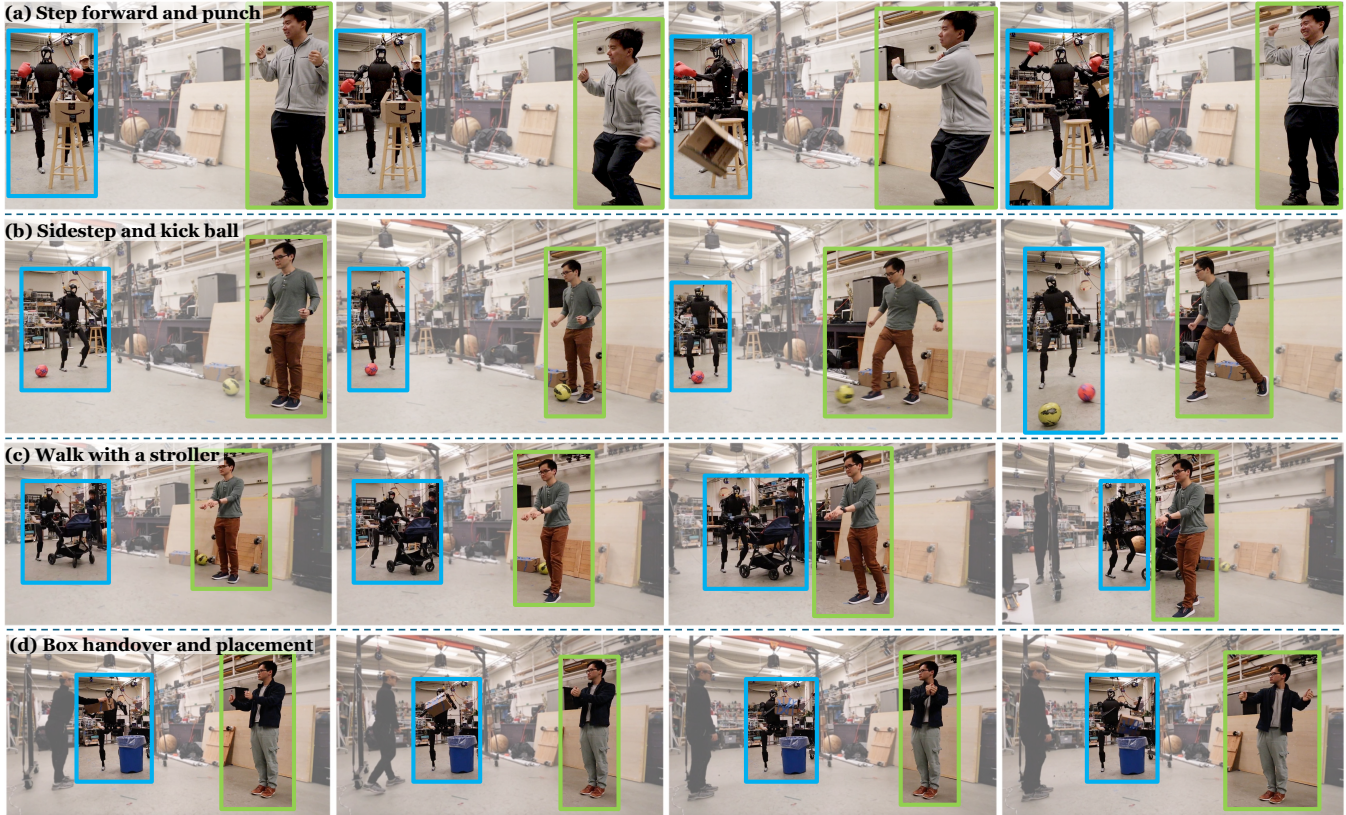 (a) Step forward and punch
(b) Sidestep and kick ball
(c) Walk with a stroller
(d) Box handover and placement